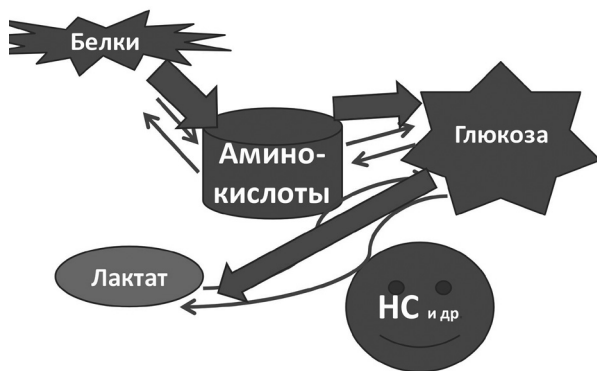 Белки
Глюкоза
Амино-
кислоты
Лактат
НС и др